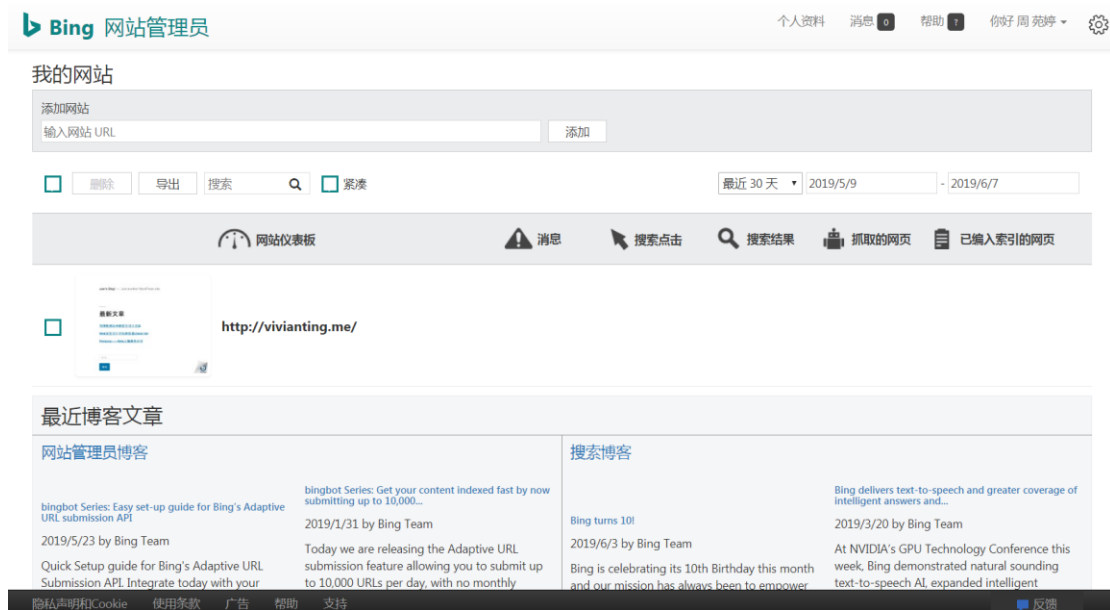 Bing 网站管理员
个人资料 消息 0 帮助 ? 你好 周 苑婷
我的网站
添加网站
输入网站 URL 添加
删除 导出 搜索 紧凑 最近 30 天 2019/5/9 - 2019/6/7
网站仪表板 消息 搜索点击 搜索结果 抓取的网页 已编入索引的网页
最新文章
http://vivianting.me/
最近博客文章
网站管理员博客
bingbot Series: Easy set-up guide for Bing's Adaptive
URL submission API
2019/5/23 by Bing Team
Quick Setup guide for Bing's Adaptive URL
Submission API. Integrate today with your
bingbot Series: Get your content indexed fast by now
submitting up to 10,000...
2019/1/31 by Bing Team
Today we are releasing the Adaptive URL
submission feature allowing you to submit up
to 10,000 URLs per day, with no monthly
搜索博客
Bing turns 10!
2019/6/3 by Bing Team
Bing is celebrating its 10th Birthday this month
and our mission has always been to empower
Bing delivers text-to-speech and greater coverage of
intelligent answers and...
2019/3/20 by Bing Team
At NVIDIA's GPU Technology Conference this
week, Bing demonstrated natural sounding
text-to-speech AI, expanded intelligent
隐私声明和Cookie 使用条款 广告 帮助 支持 反馈